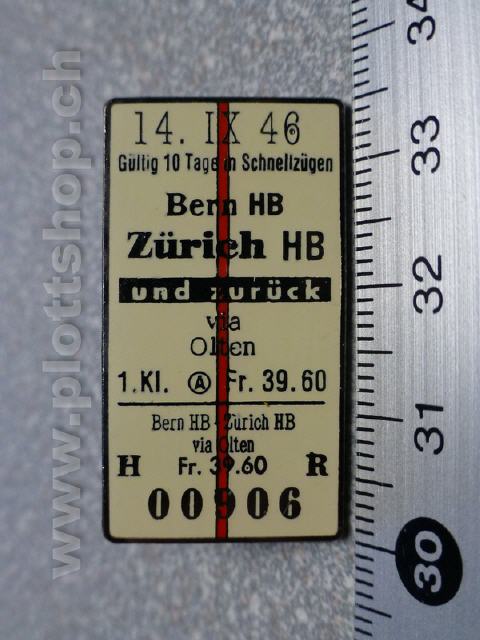 14. IX 46
Gültig 10 Tage in Schnellzügen
Bern HB
Zürich HB
und zurück
via
Olten
1.Kl. Ⓐ Fr. 39.60
Bern HB - Zürich HB
via Olten
H Fr. 39.60 R
00906
www.plottshop.ch
34
33
32
31
30